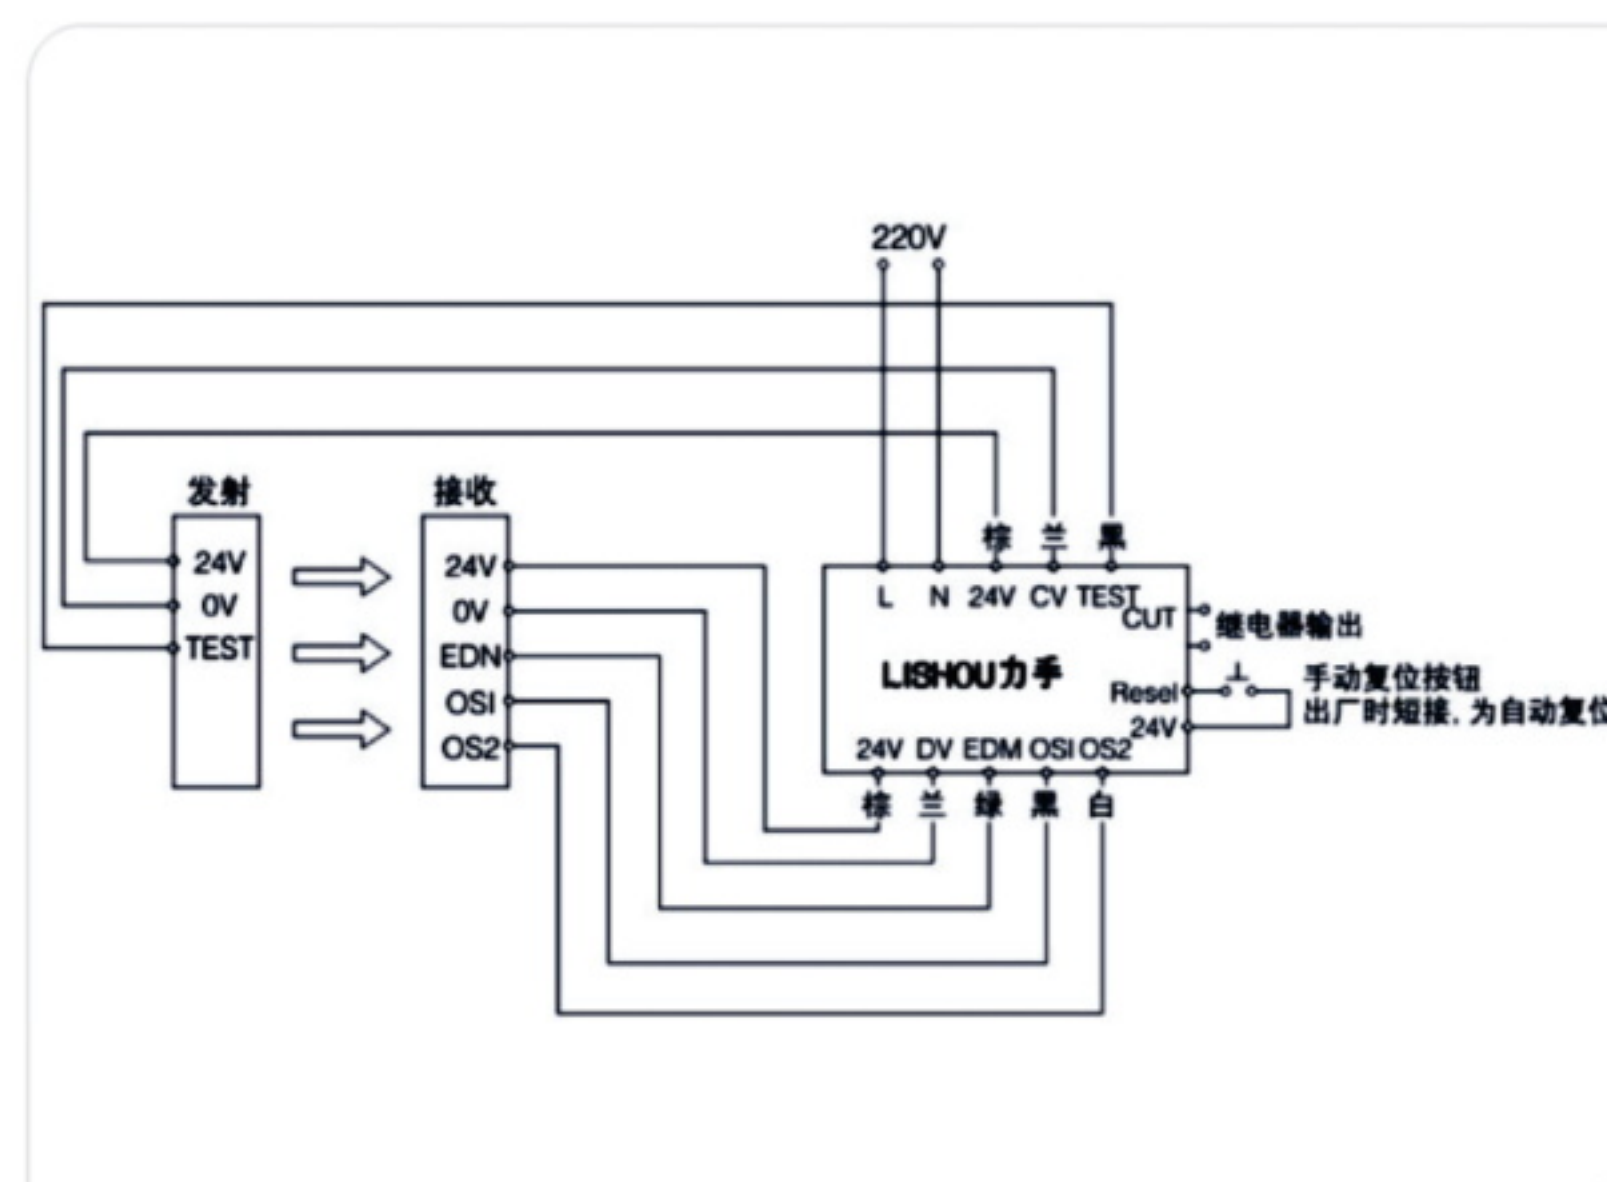 220V
发射
接收
棕 兰 黑
24V
0V
TEST
24V
0V
EDN
OSI
OS2
L N 24V CV TEST
CUT
继电器输出
LISHOU力手
Resel
手动复位按钮
出厂时短接,为自动复位
24V
24V DV EDM OSI OS2
棕 兰 绿 黑 白